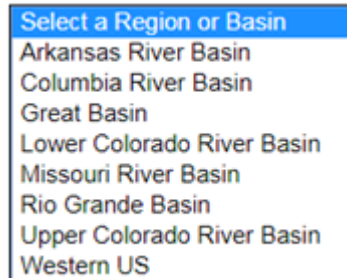 Select a Region or Basin
Arkansas River Basin
Columbia River Basin
Great Basin
Lower Colorado River Basin
Missouri River Basin
Rio Grande Basin
Upper Colorado River Basin
Western US